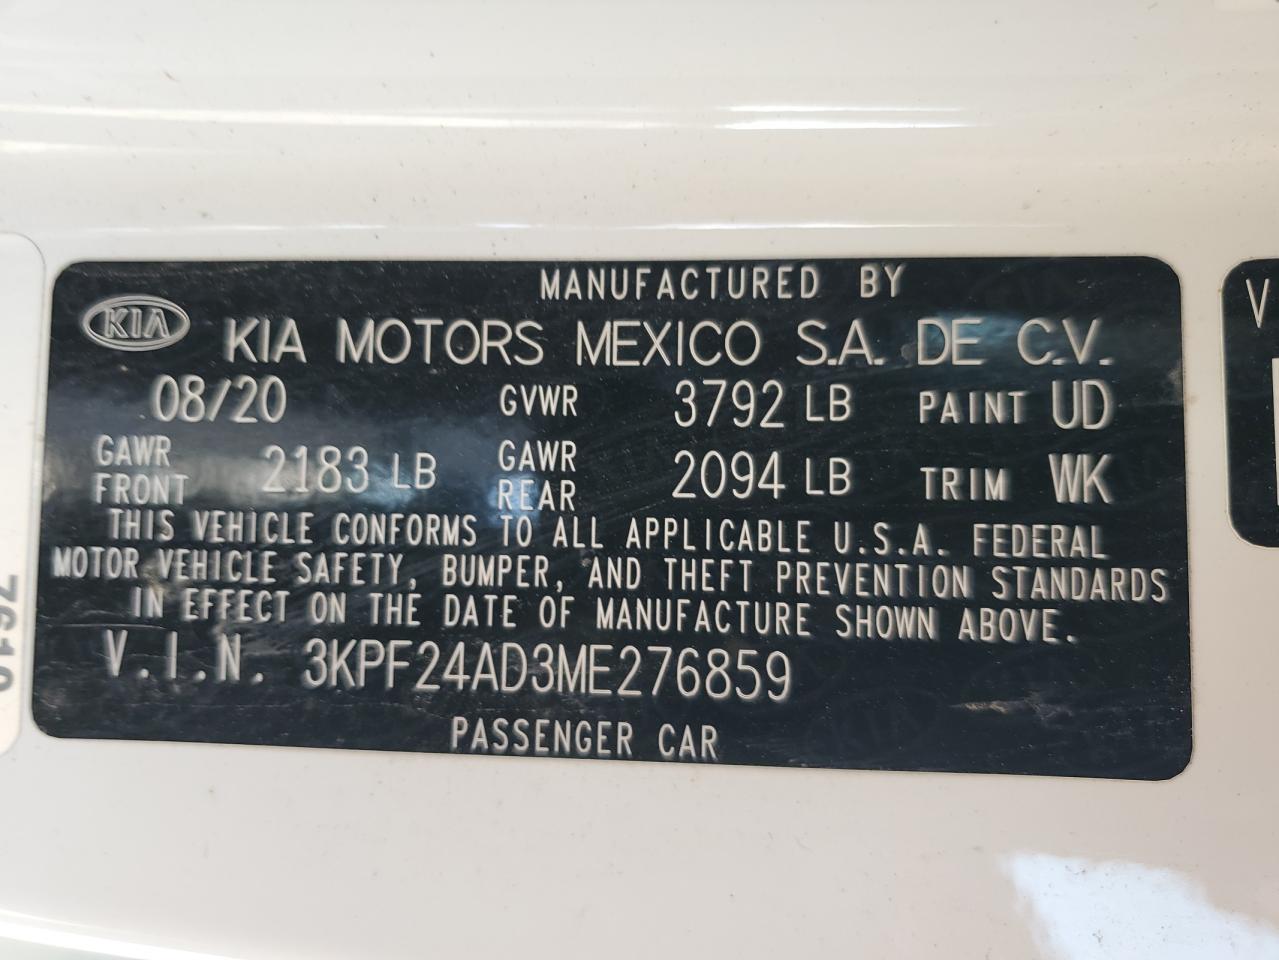 MANUFACTURED BY
KIA
KIA MOTORS MEXICO S.A. DE C.V.
08/20 GVWR 3792 LB PAINT UD
GAWR FRONT 2183 LB GAWR REAR 2094 LB TRIM WK
THIS VEHICLE CONFORMS TO ALL APPLICABLE U.S.A. FEDERAL
MOTOR VEHICLE SAFETY, BUMPER, AND THEFT PREVENTION STANDARDS
IN EFFECT ON THE DATE OF MANUFACTURE SHOWN ABOVE.
V.I.N. 3KPF24AD3ME276859
PASSENGER CAR